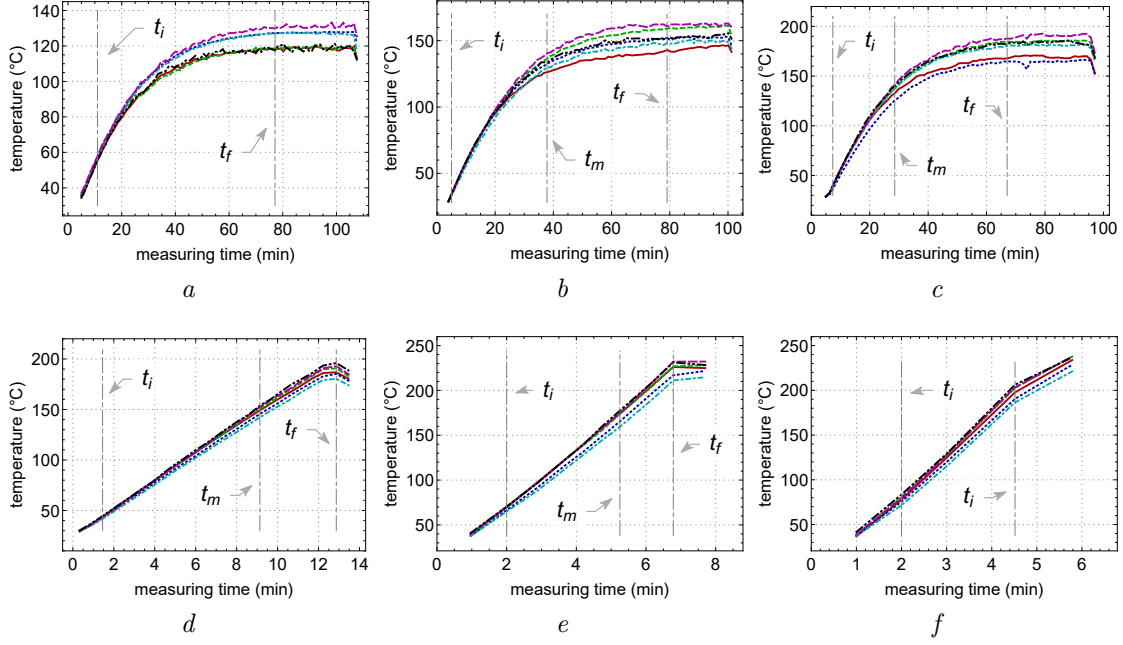 140
120
100
80
60
40
temperature (°C)
t_i
t_f
0 20 40 60 80 100
measuring time (min)
a
150
100
50
temperature (°C)
t_i
t_f
t_m
0 20 40 60 80 100
measuring time (min)
b
200
150
100
50
temperature (°C)
t_i
t_f
t_m
0 20 40 60 80 100
measuring time (min)
c
200
150
100
50
temperature (°C)
t_i
t_f
t_m
0 2 4 6 8 10 12 14
measuring time (min)
d
250
200
150
100
50
temperature (°C)
t_i
t_f
t_m
0 2 4 6 8
measuring time (min)
e
250
200
150
100
50
temperature (°C)
t_i
t_i
0 1 2 3 4 5 6
measuring time (min)
f